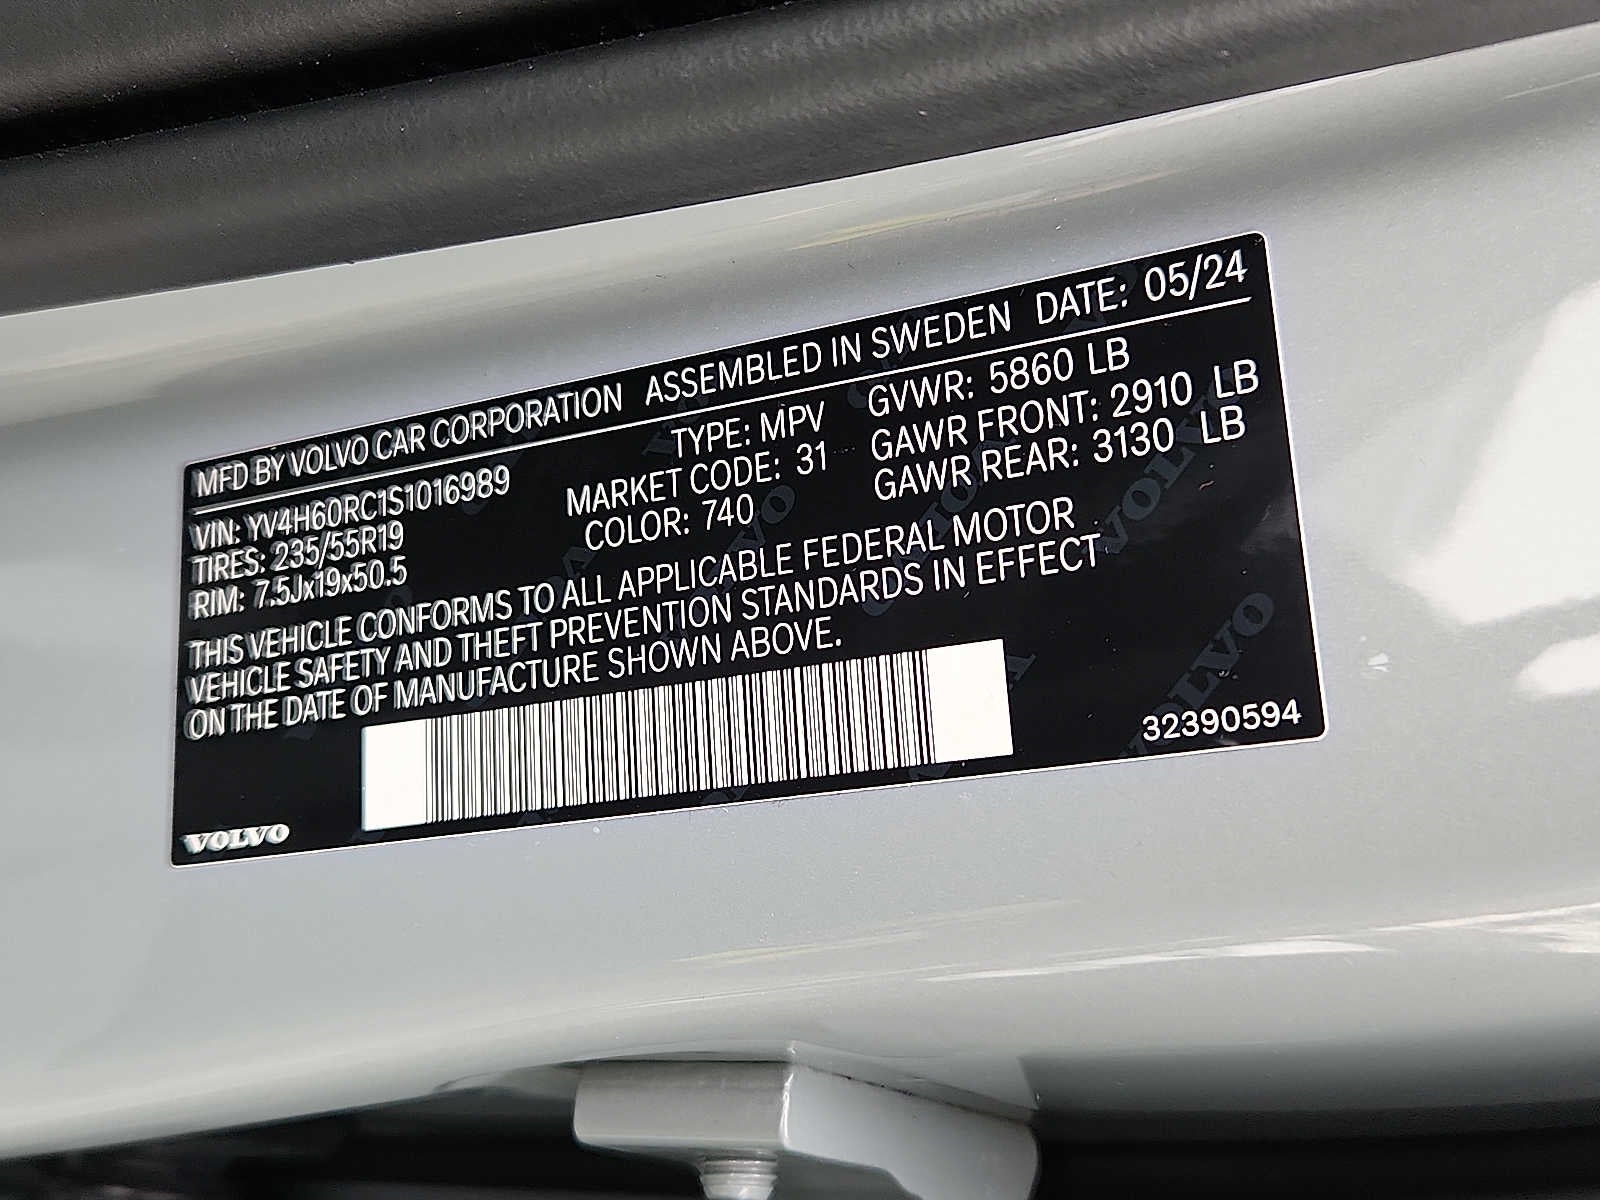 MFD BY VOLVO CAR CORPORATION ASSEMBLED IN SWEDEN DATE: 05/24
VIN: YV4H60RC1S1016989 TYPE: MPV GVWR: 5860 LB
TIRES: 235/55R19 MARKET CODE: 31 GAWR FRONT: 2910 LB
RIM: 7.5Jx19x50.5 COLOR: 740 GAWR REAR: 3130 LB
THIS VEHICLE CONFORMS TO ALL APPLICABLE FEDERAL MOTOR
VEHICLE SAFETY AND THEFT PREVENTION STANDARDS IN EFFECT
ON THE DATE OF MANUFACTURE SHOWN ABOVE.
VOLVO
32390594